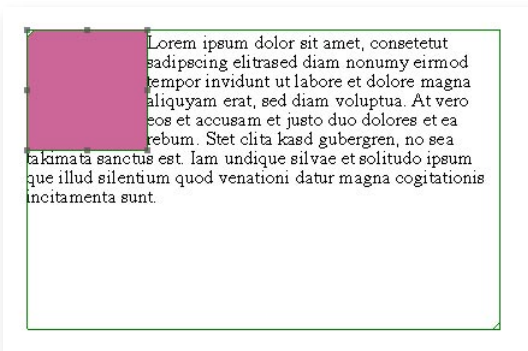 Lorem ipsum dolor sit amet, consetetut
sadipscing elitrased diam nonumy eirmod
tempor invidunt ut labore et dolore magna
aliquyam erat, sed diam voluptua. At vero
eos et accusam et justo duo dolores et ea
rebum. Stet clita kasd gubergren, no sea
takimata sanctus est. Iam undique silvae et solitudo ipsum
que illud silentium quod venationi datur magna cogitationis
incitamenta sunt.